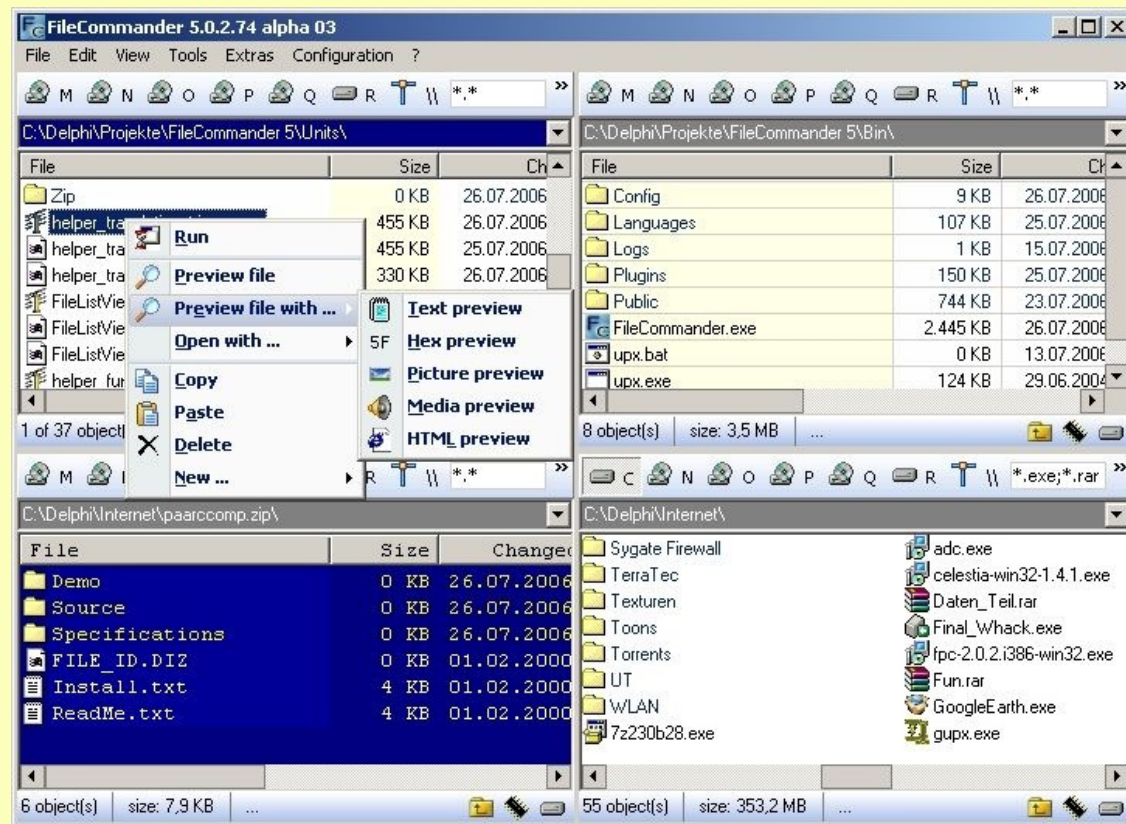 FileCommander 5.0.2.74 alpha 03
File Edit View Tools Extras Configuration ?
M N O P Q R \\ *.* »
C:\Delphi\Projekte\FileCommander 5\Units\
File Size Ch
Zip 0 KB 26.07.2006
455 KB 26.07.2006
helper_tra 455 KB 25.07.2006
helper_tra 330 KB 26.07.2006
FileListVie
FileListVie
FileListVie
helper_fur
1 of 37 object
Run
Preview file
Preview file with ...
Open with ...
Copy
Paste
Delete
New ...
Text preview
5F Hex preview
Picture preview
Media preview
HTML preview
M N O P Q R \\ *.* »
C:\Delphi\Projekte\FileCommander 5\Bin\
File Size Ch
Config 9 KB 26.07.2006
Languages 107 KB 25.07.2006
Logs 1 KB 15.07.2006
Plugins 150 KB 25.07.2006
Public 744 KB 23.07.2006
FileCommander.exe 2.445 KB 26.07.2006
upx.bat 0 KB 13.07.2006
upx.exe 124 KB 29.06.2004
8 object(s) size: 3,5 MB ...
M R \\ *.* »
C:\Delphi\Internet\paarccomp.zip\
File Size Changed
Demo 0 KB 26.07.2006
Source 0 KB 26.07.2006
Specifications 0 KB 26.07.2006
FILE_ID.DIZ 0 KB 01.02.2000
Install.txt 4 KB 01.02.2000
ReadMe.txt 4 KB 01.02.2000
6 object(s) size: 7,9 KB ...
C N O P Q R \\ *.exe;*.rar »
C:\Delphi\Internet\
Sygate Firewall adc.exe
TerraTec celestia-win32-1.4.1.exe
Texturen Daten_Teil.rar
Toons Final_Whack.exe
Torrents fpc-2.0.2.i386-win32.exe
UT Fun.rar
WLAN GoogleEarth.exe
7z230b28.exe gupx.exe
55 object(s) size: 353,2 MB ...